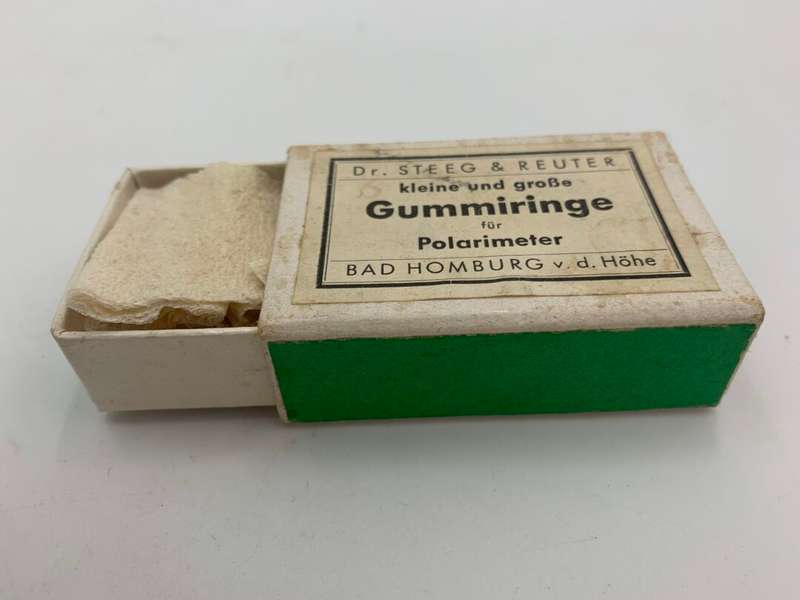 Dr. STEEG & REUTER
kleine und große
Gummiringe
für
Polarimeter
BAD HOMBURG v. d. Höhe